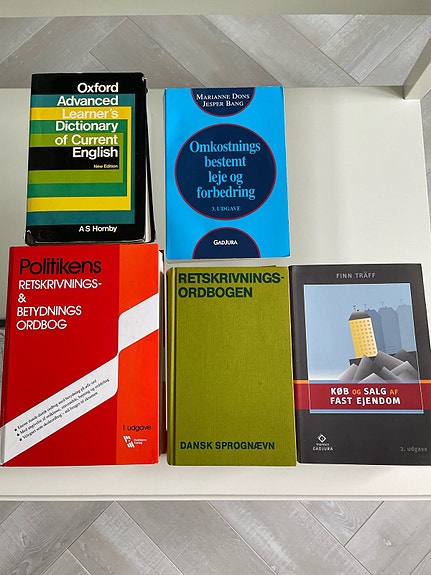 Oxford
Advanced
Learner's
Dictionary
of Current
English
New Edition
A S Hornby
MARIANNE DONS
JESPER BANG
Omkostnings
bestemt
leje og
forbedring
3. UDGAVE
GADJURA
Politikens
RETSKRIVNINGS-
&
BETYDNINGS
ORDBOG
1. udgave
RETSKRIVNINGS-
ORDBOGEN
DANSK SPROGNÆVN
FINN TRÄFF
KØB OG SALG AF
FAST EJENDOM
GADJURA
2. udgave